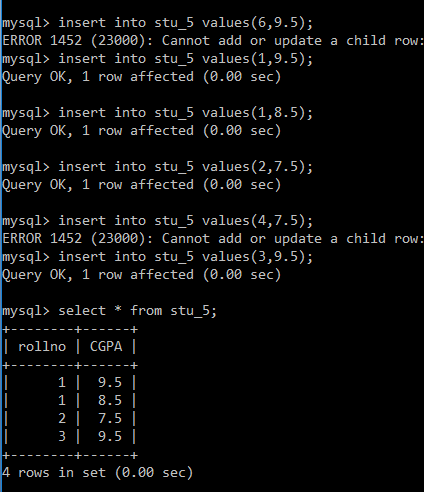 mysql> insert into stu_5 values(6,9.5);
ERROR 1452 (23000): Cannot add or update a child row:
mysql> insert into stu_5 values(1,9.5);
Query OK, 1 row affected (0.00 sec)
mysql> insert into stu_5 values(1,8.5);
Query OK, 1 row affected (0.00 sec)
mysql> insert into stu_5 values(2,7.5);
Query OK, 1 row affected (0.00 sec)
mysql> insert into stu_5 values(4,7.5);
ERROR 1452 (23000): Cannot add or update a child row:
mysql> insert into stu_5 values(3,9.5);
Query OK, 1 row affected (0.00 sec)
mysql> select * from stu_5;
+--------+------+
| rollno | CGPA |
+--------+------+
|      1 |  9.5 |
|      1 |  8.5 |
|      2 |  7.5 |
|      3 |  9.5 |
+--------+------+
4 rows in set (0.00 sec)